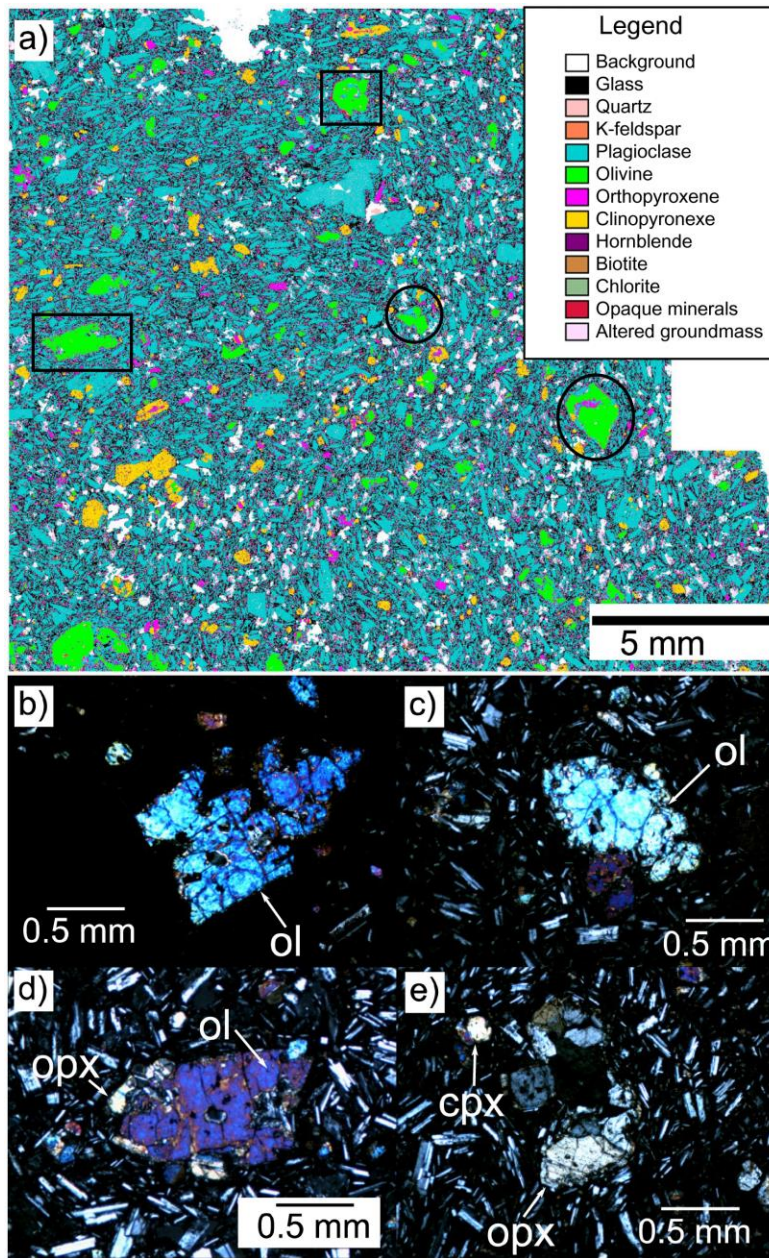 a)
Legend
Background
Glass
Quartz
K-feldspar
Plagioclase
Olivine
Orthopyroxene
Clinopyronexe
Hornblende
Biotite
Chlorite
Opaque minerals
Altered groundmass
5 mm
b)
ol
0.5 mm
c)
ol
0.5 mm
d)
ol
opx
0.5 mm
e)
cpx
opx
0.5 mm